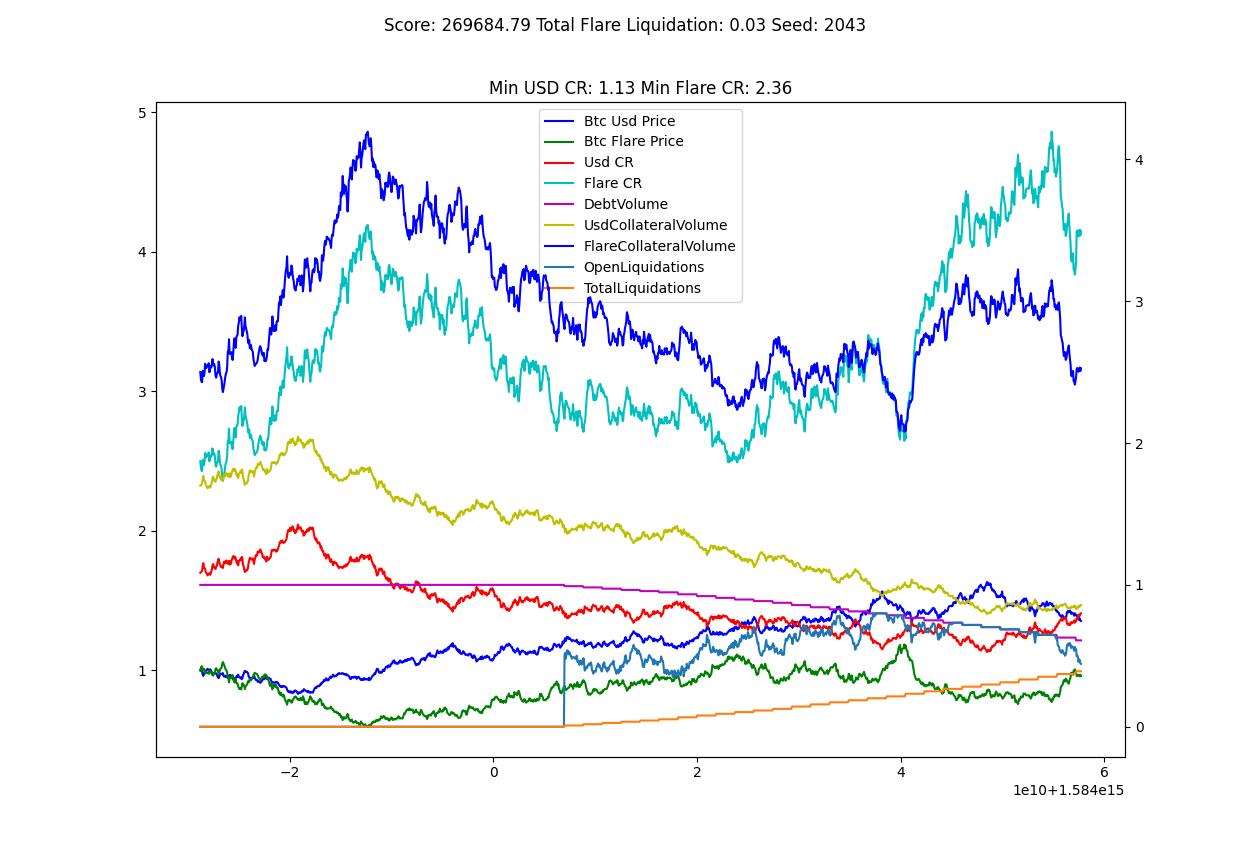 Score: 269684.79 Total Flare Liquidation: 0.03 Seed: 2043
Min USD CR: 1.13 Min Flare CR: 2.36
Btc Usd Price
Btc Flare Price
Usd CR
Flare CR
DebtVolume
UsdCollateralVolume
FlareCollateralVolume
OpenLiquidations
TotalLiquidations
5
4
3
2
1
4
3
2
1
0
−2
0
2
4
6
1e10+1.584e15